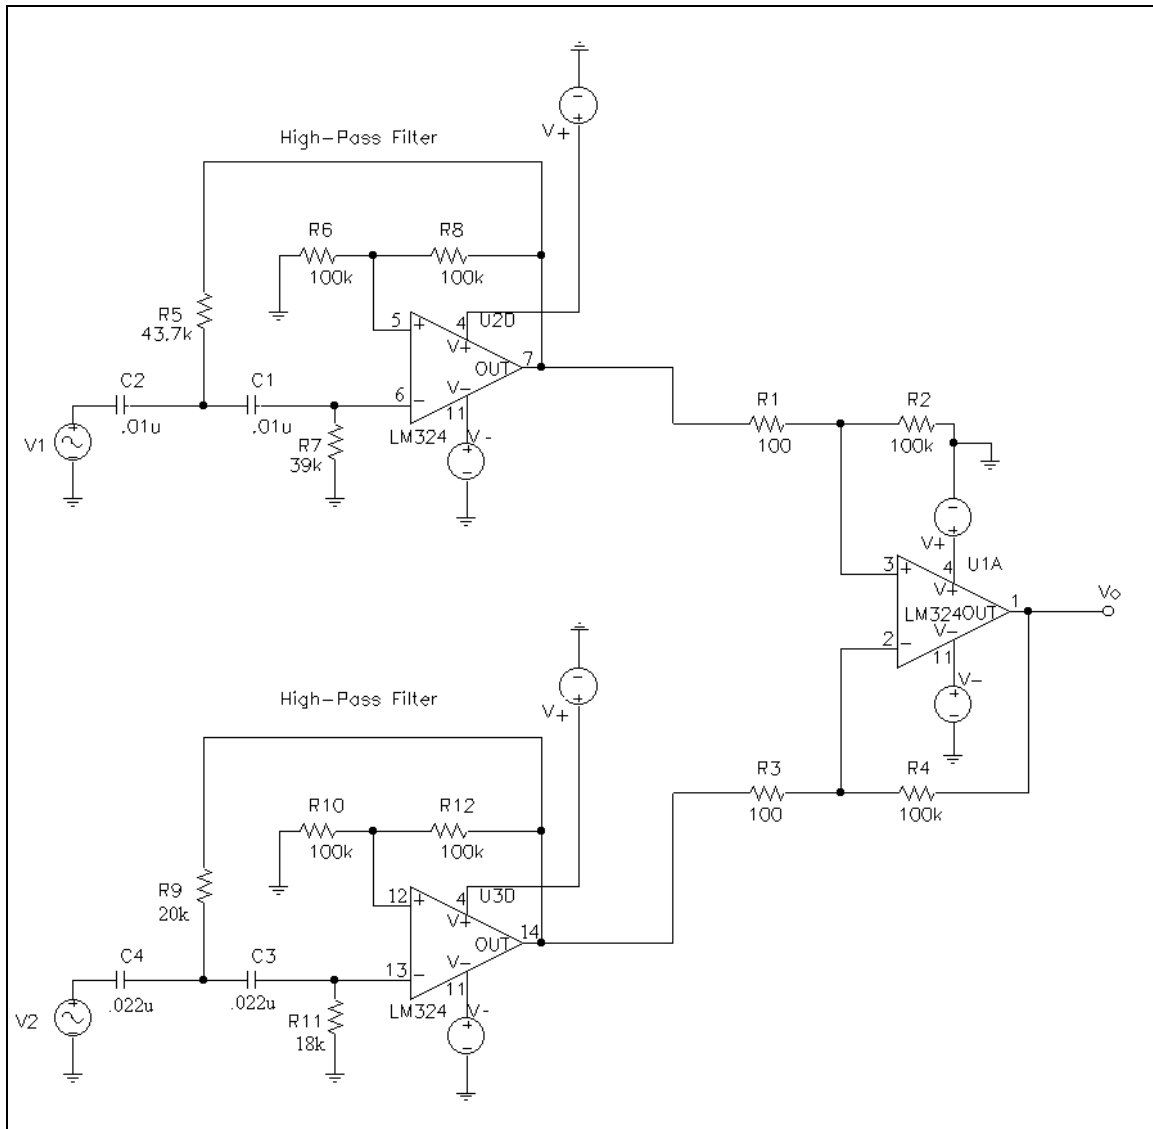 V+
High-Pass Filter
R6
100k
R8
100k
R5
43.7k
5
4
U2D
V+
OUT
7
6
V-
11
LM324
V-
C2
.01u
C1
.01u
R7
39k
V1
R1
100
R2
100k
V+
3
4
U1A
V+
LM324
OUT
1
Vo
2
V-
11
V-
R3
100
R4
100k
V+
High-Pass Filter
R10
100k
R12
100k
R9
20k
12
4
U3D
V+
OUT
14
13
V-
11
LM324
V-
C4
.022u
C3
.022u
R11
18k
V2